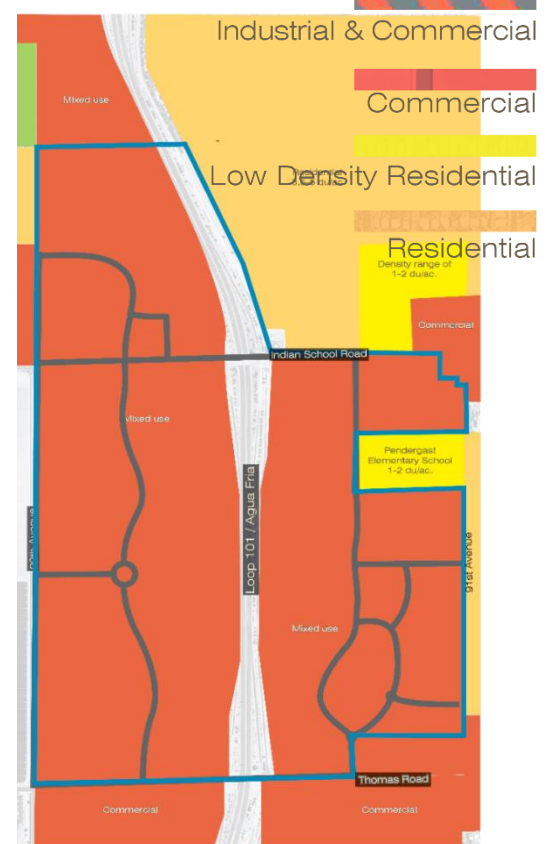 Industrial & Commercial
Mixed use
Commercial
Low Density Residential
Residential
Density range of
1-2 du/ac.
Commercial
Indian School Road
Mixed use
Pendergast
Elementary School
1-2 du/ac.
Loop 101 / Agua Fria
91st Avenue
Mixed use
Thomas Road
Commercial
Commercial